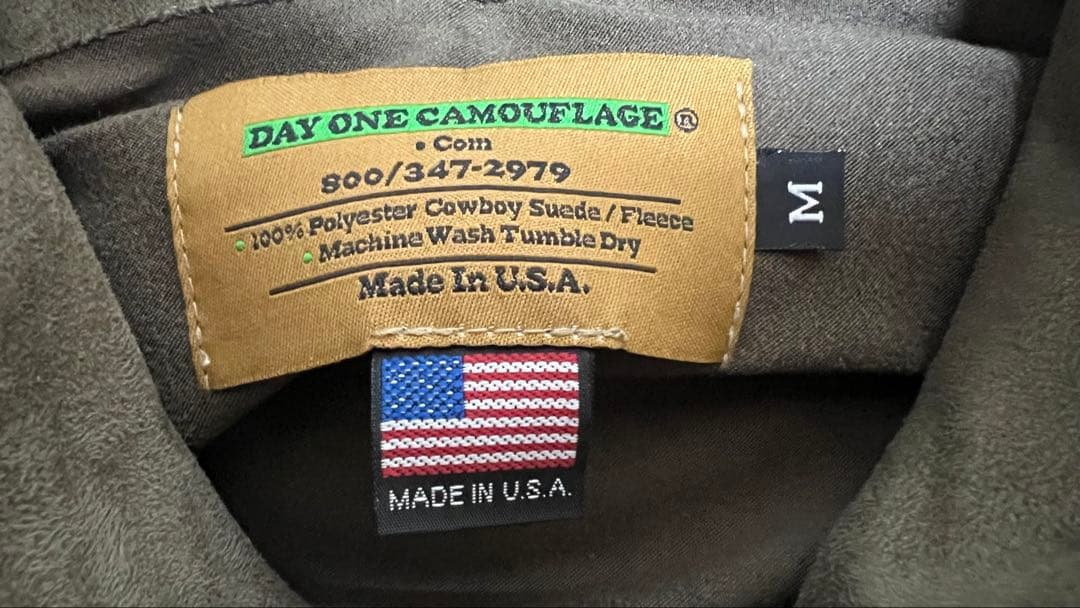 DAY ONE CAMOUFLAGE ®
• Com
800/347-2979
• 100% Polyester Cowboy Suede / Fleece
• Machine Wash Tumble Dry
Made In U.S.A.
M
MADE IN U.S.A.